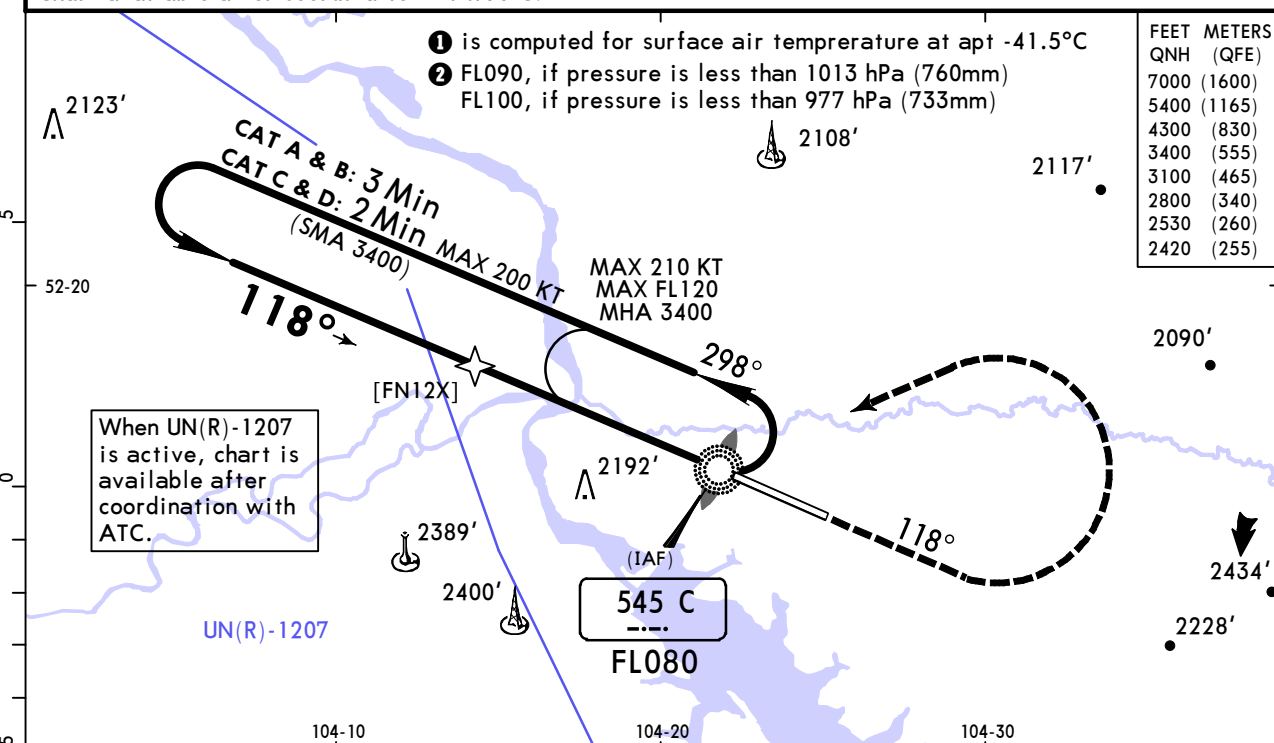 ❶ is computed for surface air temprerature at apt -41.5°C
❷ FL090, if pressure is less than 1013 hPa (760mm)
FL100, if pressure is less than 977 hPa (733mm)
FEET METERS
QNH (QFE)
7000 (1600)
5400 (1165)
4300 (830)
3400 (555)
3100 (465)
2800 (340)
2530 (260)
2420 (255)
2123'
2108'
2117'
CAT A & B: 3 Min
CAT C & D: 2 Min
(SMA 3400)
MAX 200 KT
MAX 210 KT
MAX FL120
MHA 3400
5
52-20
118°
298°
2090'
[FN12X]
When UN(R)-1207
is active, chart is
available after
coordination with
ATC.
2192'
0
2389'
118°
(IAF)
2400'
545 C
FL080
2434'
2228'
UN(R)-1207
104-10
104-20
104-30
5